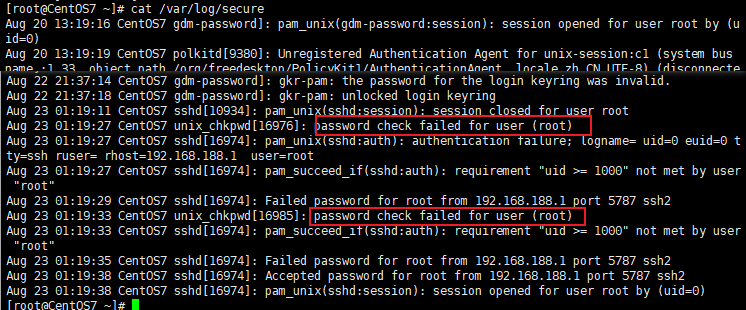 [root@CentOS7 ~]# cat /var/log/secure
Aug 20 13:19:16 CentOS7 gdm-password]: pam_unix(gdm-password:session): session opened for user root by (u
id=0)
Aug 20 13:19:19 CentOS7 polkitd[9380]: Unregistered Authentication Agent for unix-session:c1 (system bus
name :1.33, object path /org/freedesktop/PolicyKit1/AuthenticationAgent, locale zh_CN.UTF-8) (disconnecte
Aug 22 21:37:14 CentOS7 gdm-password]: gkr-pam: the password for the login keyring was invalid.
Aug 22 21:37:18 CentOS7 gdm-password]: gkr-pam: unlocked login keyring
Aug 23 01:19:11 CentOS7 sshd[10934]: pam_unix(sshd:session): session closed for user root
Aug 23 01:19:27 CentOS7 unix_chkpwd[16976]: password check failed for user (root)
Aug 23 01:19:27 CentOS7 sshd[16974]: pam_unix(sshd:auth): authentication failure; logname= uid=0 euid=0 t
ty=ssh ruser= rhost=192.168.188.1  user=root
Aug 23 01:19:27 CentOS7 sshd[16974]: pam_succeed_if(sshd:auth): requirement "uid >= 1000" not met by user
"root"
Aug 23 01:19:29 CentOS7 sshd[16974]: Failed password for root from 192.168.188.1 port 5787 ssh2
Aug 23 01:19:33 CentOS7 unix_chkpwd[16985]: password check failed for user (root)
Aug 23 01:19:33 CentOS7 sshd[16974]: pam_succeed_if(sshd:auth): requirement "uid >= 1000" not met by user
"root"
Aug 23 01:19:35 CentOS7 sshd[16974]: Failed password for root from 192.168.188.1 port 5787 ssh2
Aug 23 01:19:38 CentOS7 sshd[16974]: Accepted password for root from 192.168.188.1 port 5787 ssh2
Aug 23 01:19:38 CentOS7 sshd[16974]: pam_unix(sshd:session): session opened for user root by (uid=0)
[root@CentOS7 ~]#